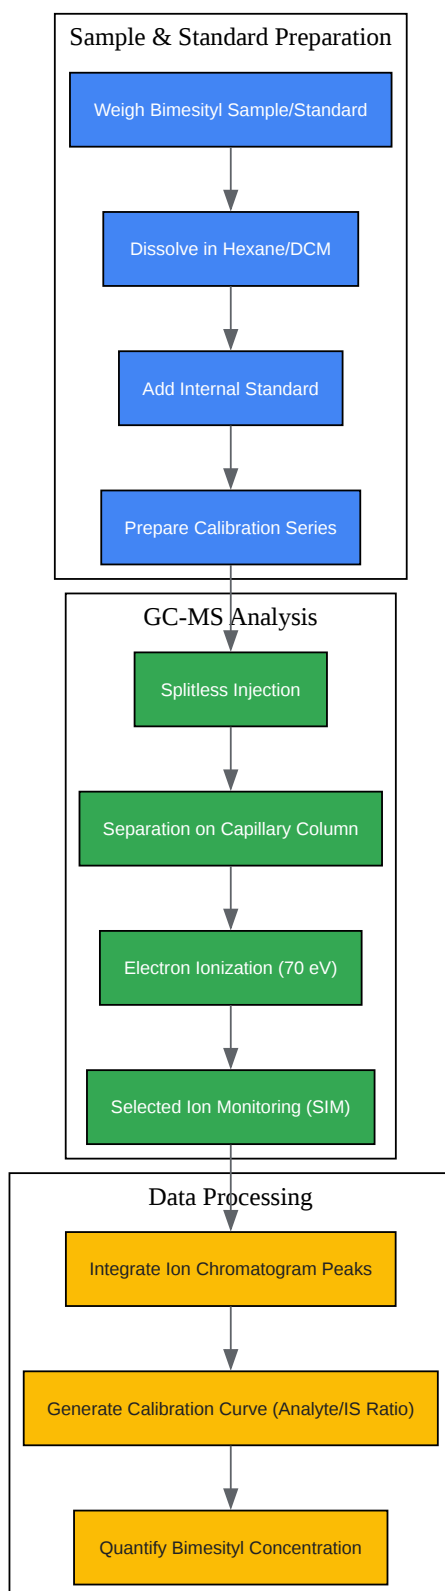 Sample & Standard Preparation
Weigh Bimesityl Sample/Standard
Dissolve in Hexane/DCM
Add Internal Standard
Prepare Calibration Series
GC-MS Analysis
Splitless Injection
Separation on Capillary Column
Electron Ionization (70 eV)
Selected Ion Monitoring (SIM)
Data Processing
Integrate Ion Chromatogram Peaks
Generate Calibration Curve (Analyte/IS Ratio)
Quantify Bimesityl Concentration